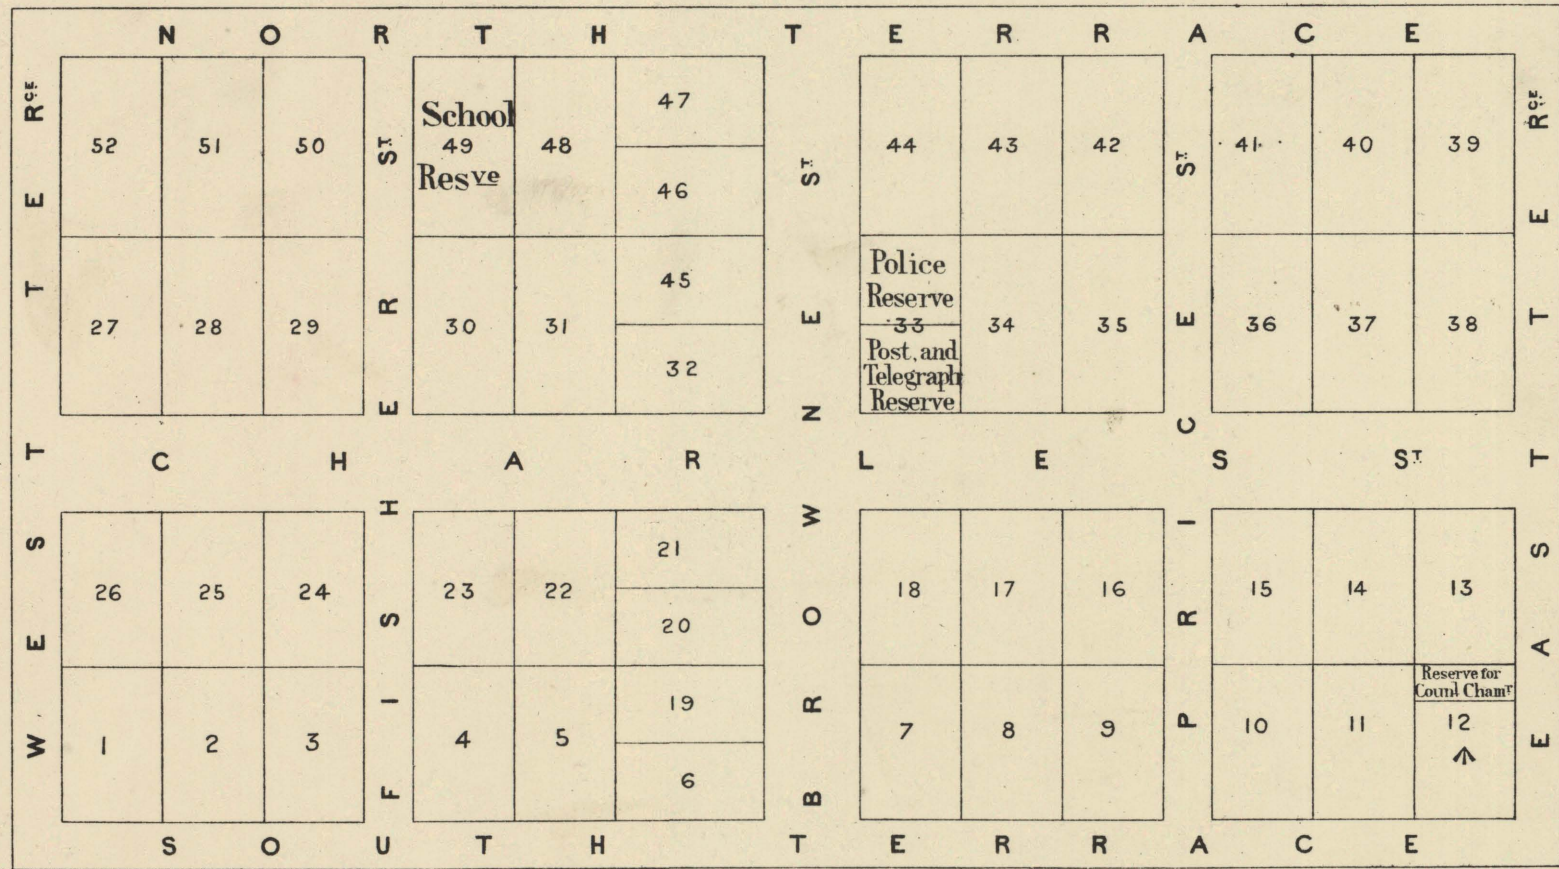 NORTH TERRACE
WEST TERᶜᴱ
FISHERE Sᵀ
BROWNE Sᵀ
PRICE Sᵀ
EAST TERᶜᴱ
52 51 50
School
49
Resve
48
47
46
44 43 42
41 40 39
27 28 29
30 31
45
32
Police
Reserve
33
Post, and
Telegraph
Reserve
34 35
36 37 38
CHARLES Sᵀ
26 25 24
23 22
21
20
18 17 16
15 14 13
1 2 3
4 5
19
6
7 8 9
10 11
Reserve for
Counl Chamr
12
SOUTH TERRACE